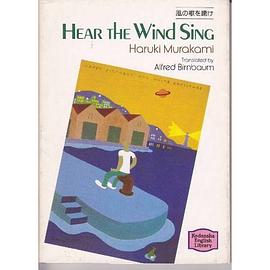 風の歌を聴け
HEAR THE WIND SING
Haruki Murakami
Translated by
Alfred Birnbaum
Kodansha
English
Library